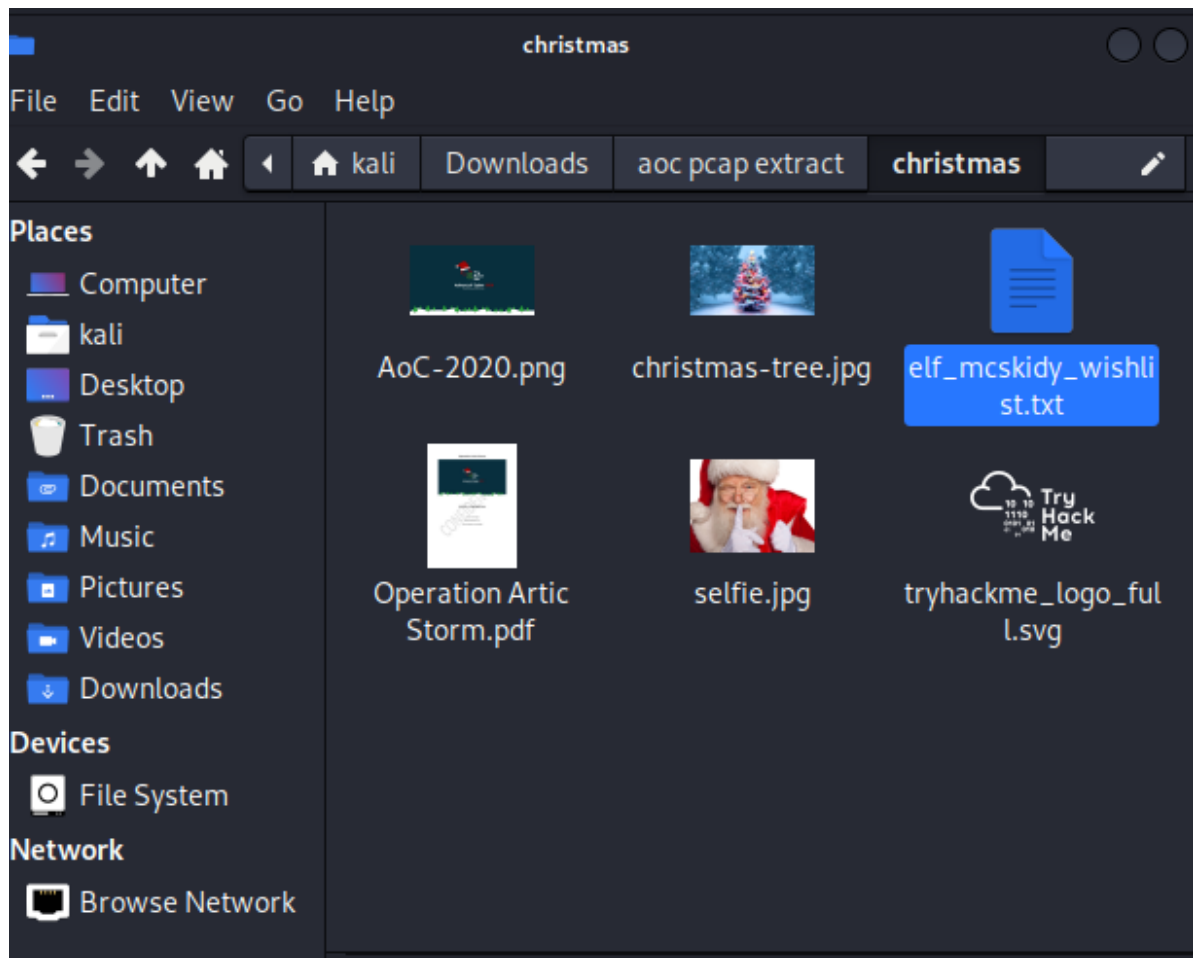 christmas
File Edit View Go Help
kali Downloads aoc pcap extract christmas
Places
Computer
kali
Desktop
Trash
Documents
Music
Pictures
Videos
Downloads
Devices
File System
Network
Browse Network
AoC-2020.png
christmas-tree.jpg
elf_mcskidy_wishli
st.txt
Operation Artic
Storm.pdf
selfie.jpg
Try
Hack
Me
tryhackme_logo_ful
l.svg